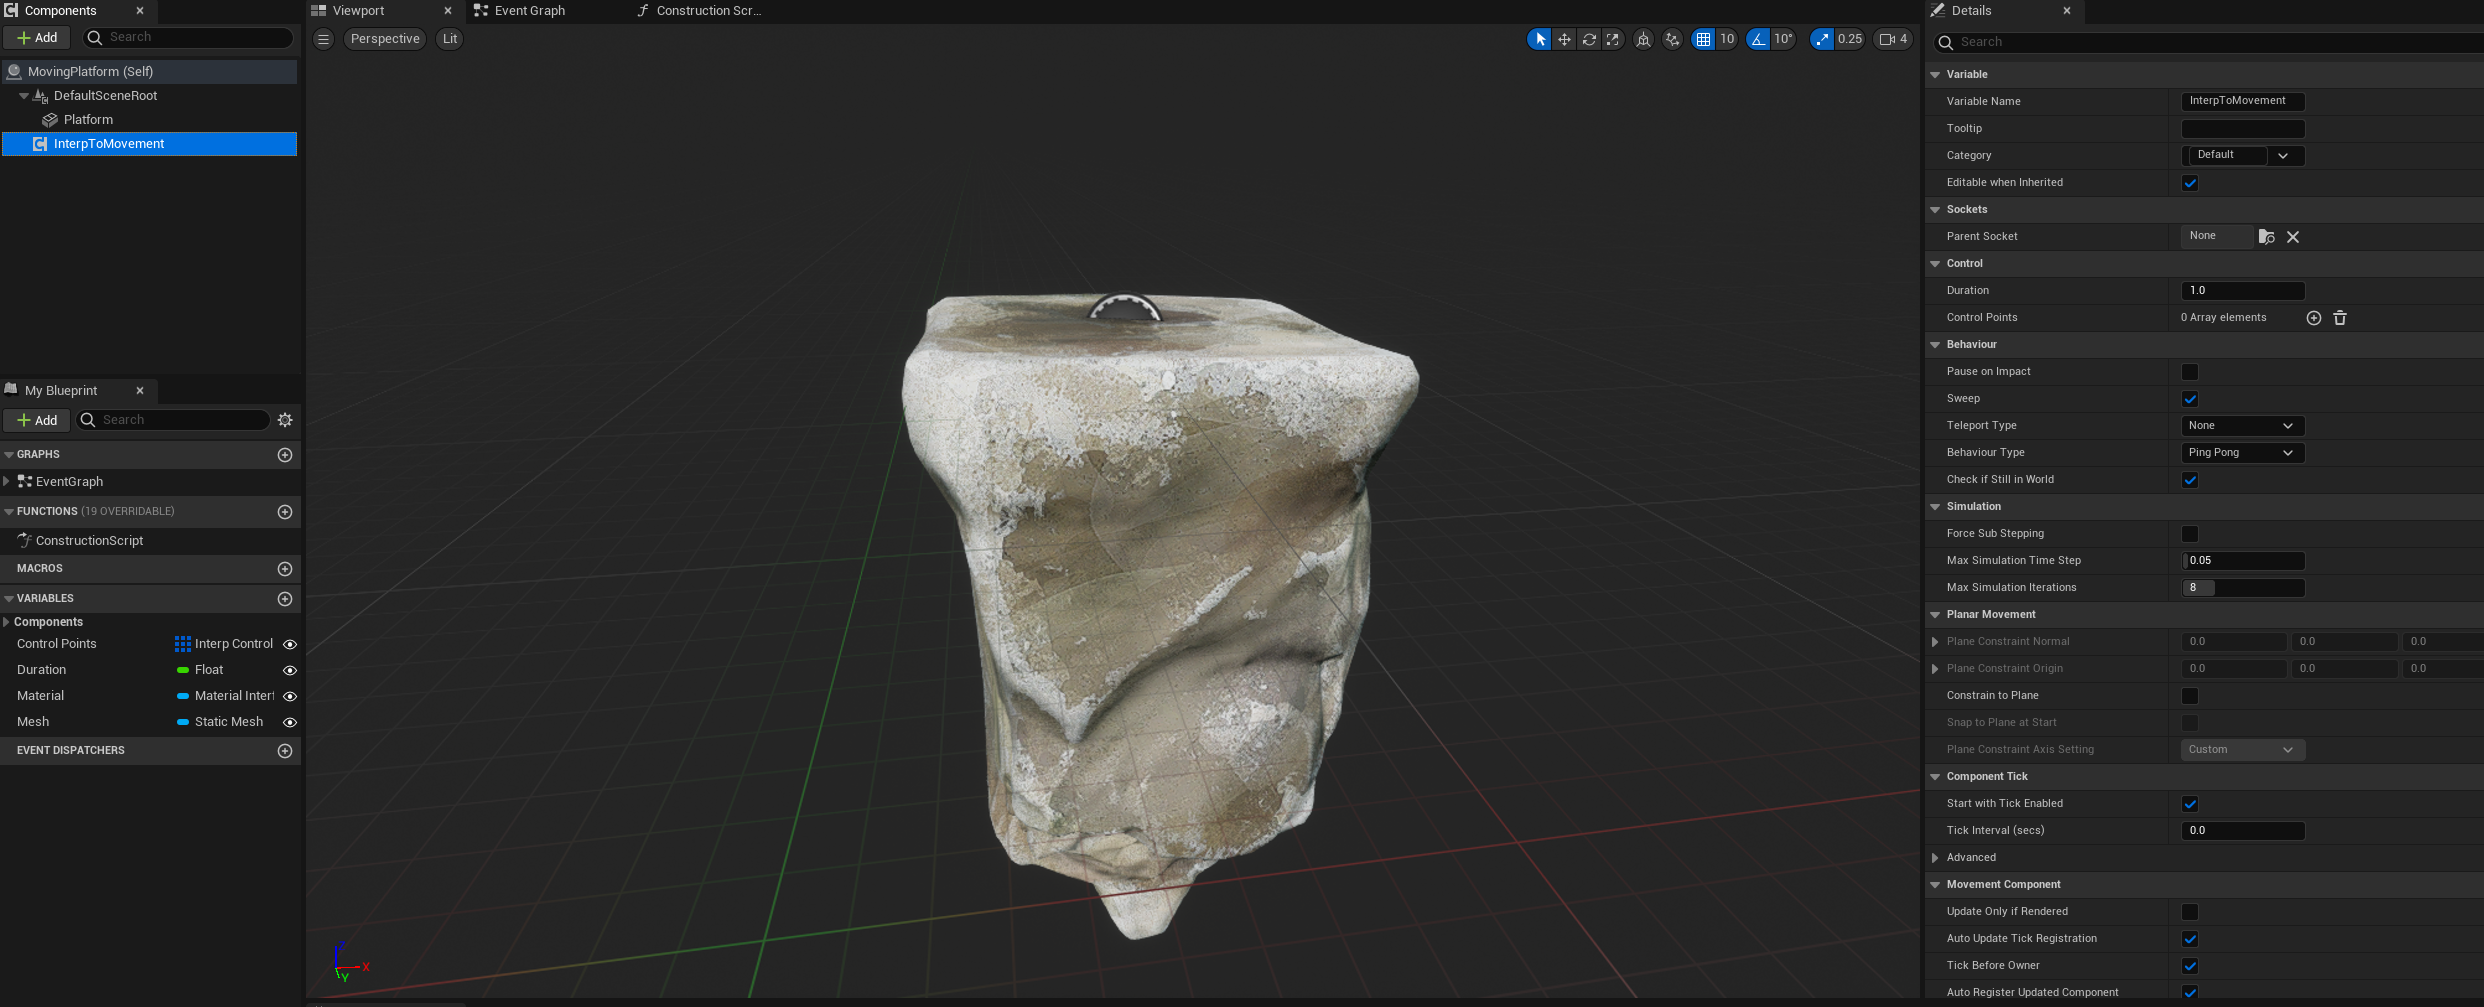 Components
Add
Search
MovingPlatform (Self)
DefaultSceneRoot
Platform
InterpToMovement
My Blueprint
Add
Search
GRAPHS
EventGraph
FUNCTIONS (19 OVERRIDABLE)
ConstructionScript
MACROS
VARIABLES
Components
Control Points Interp Control
Duration Float
Material Material Interf
Mesh Static Mesh
EVENT DISPATCHERS
Viewport Event Graph Construction Scr...
Perspective Lit
10 10° 0.25 4
X
Y
Details
Search
Variable
Variable Name InterpToMovement
Tooltip
Category Default
Editable when Inherited
Sockets
Parent Socket None
Control
Duration 1.0
Control Points 0 Array elements
Behaviour
Pause on Impact
Sweep
Teleport Type None
Behaviour Type Ping Pong
Check if Still in World
Simulation
Force Sub Stepping
Max Simulation Time Step 0.05
Max Simulation Iterations 8
Planar Movement
Plane Constraint Normal 0.0 0.0 0.0
Plane Constraint Origin 0.0 0.0 0.0
Constrain to Plane
Snap to Plane at Start
Plane Constraint Axis Setting Custom
Component Tick
Start with Tick Enabled
Tick Interval (secs) 0.0
Advanced
Movement Component
Update Only if Rendered
Auto Update Tick Registration
Tick Before Owner
Auto Register Updated Component